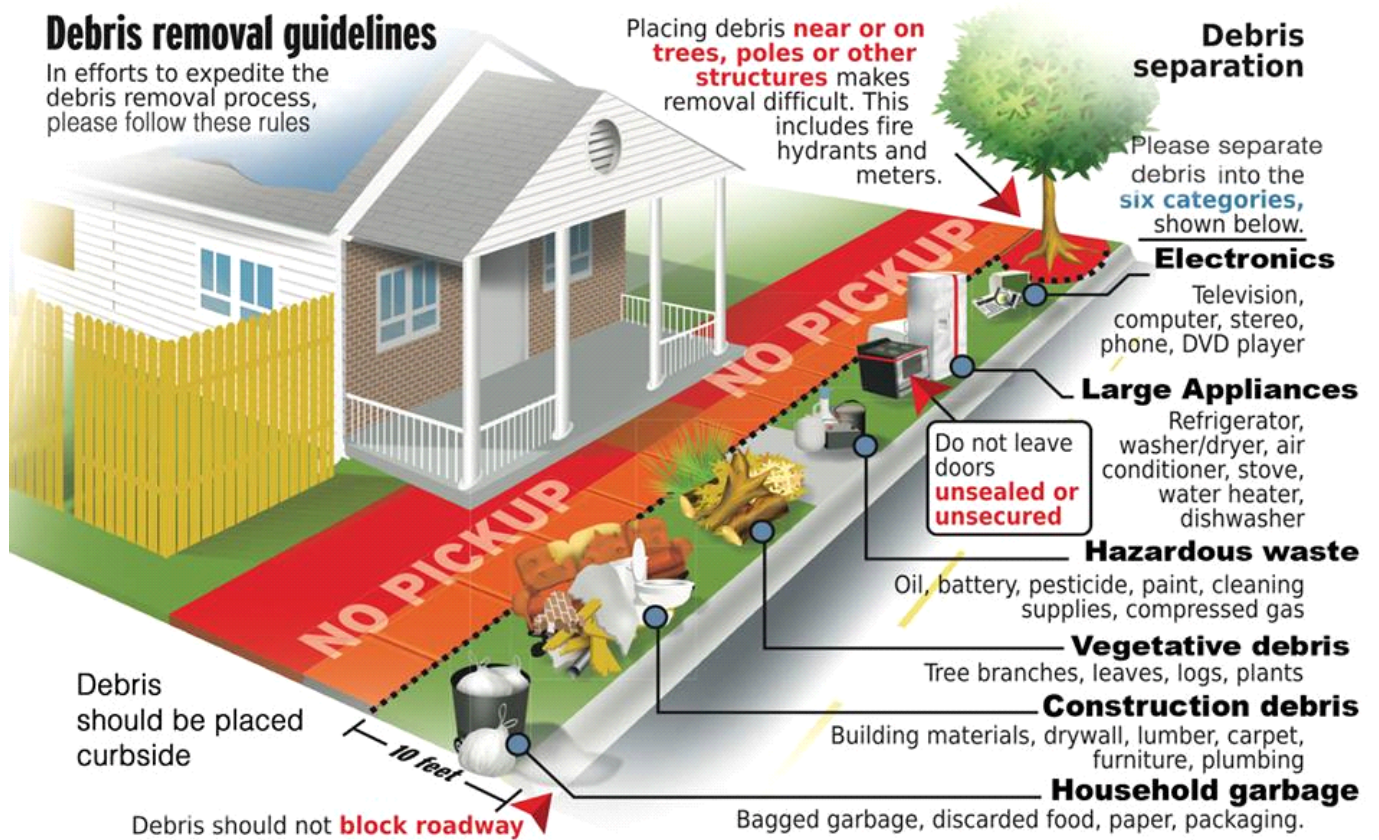 Debris removal guidelines
In efforts to expedite the
debris removal process,
please follow these rules
Placing debris near or on
trees, poles or other
structures makes
removal difficult. This
includes fire
hydrants and
meters.
Debris
separation
Please separate
debris into the
six categories,
shown below.
Electronics
Television,
computer, stereo,
phone, DVD player
Large Appliances
Refrigerator,
washer/dryer, air
conditioner, stove,
water heater,
dishwasher
Do not leave
doors
unsealed or
unsecured
Hazardous waste
Oil, battery, pesticide, paint, cleaning
supplies, compressed gas
Vegetative debris
Tree branches, leaves, logs, plants
Construction debris
Building materials, drywall, lumber, carpet,
furniture, plumbing
Household garbage
Bagged garbage, discarded food, paper, packaging.
NO PICKUP
NO PICKUP
NO PICKUP
Debris
should be placed
curbside
10 feet
Debris should not block roadway